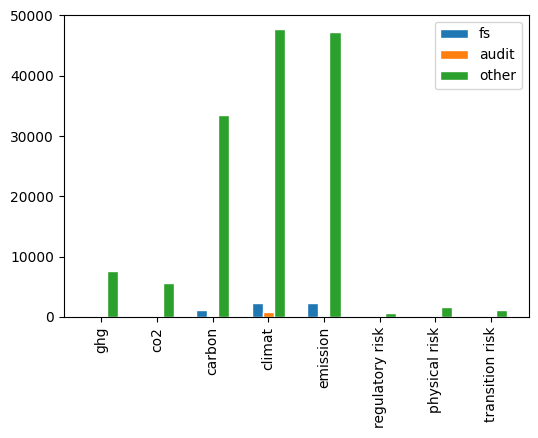 50000
40000
30000
20000
10000
0
fs
audit
other
ghg
co2
carbon
climat
emission
regulatory risk
physical risk
transition risk